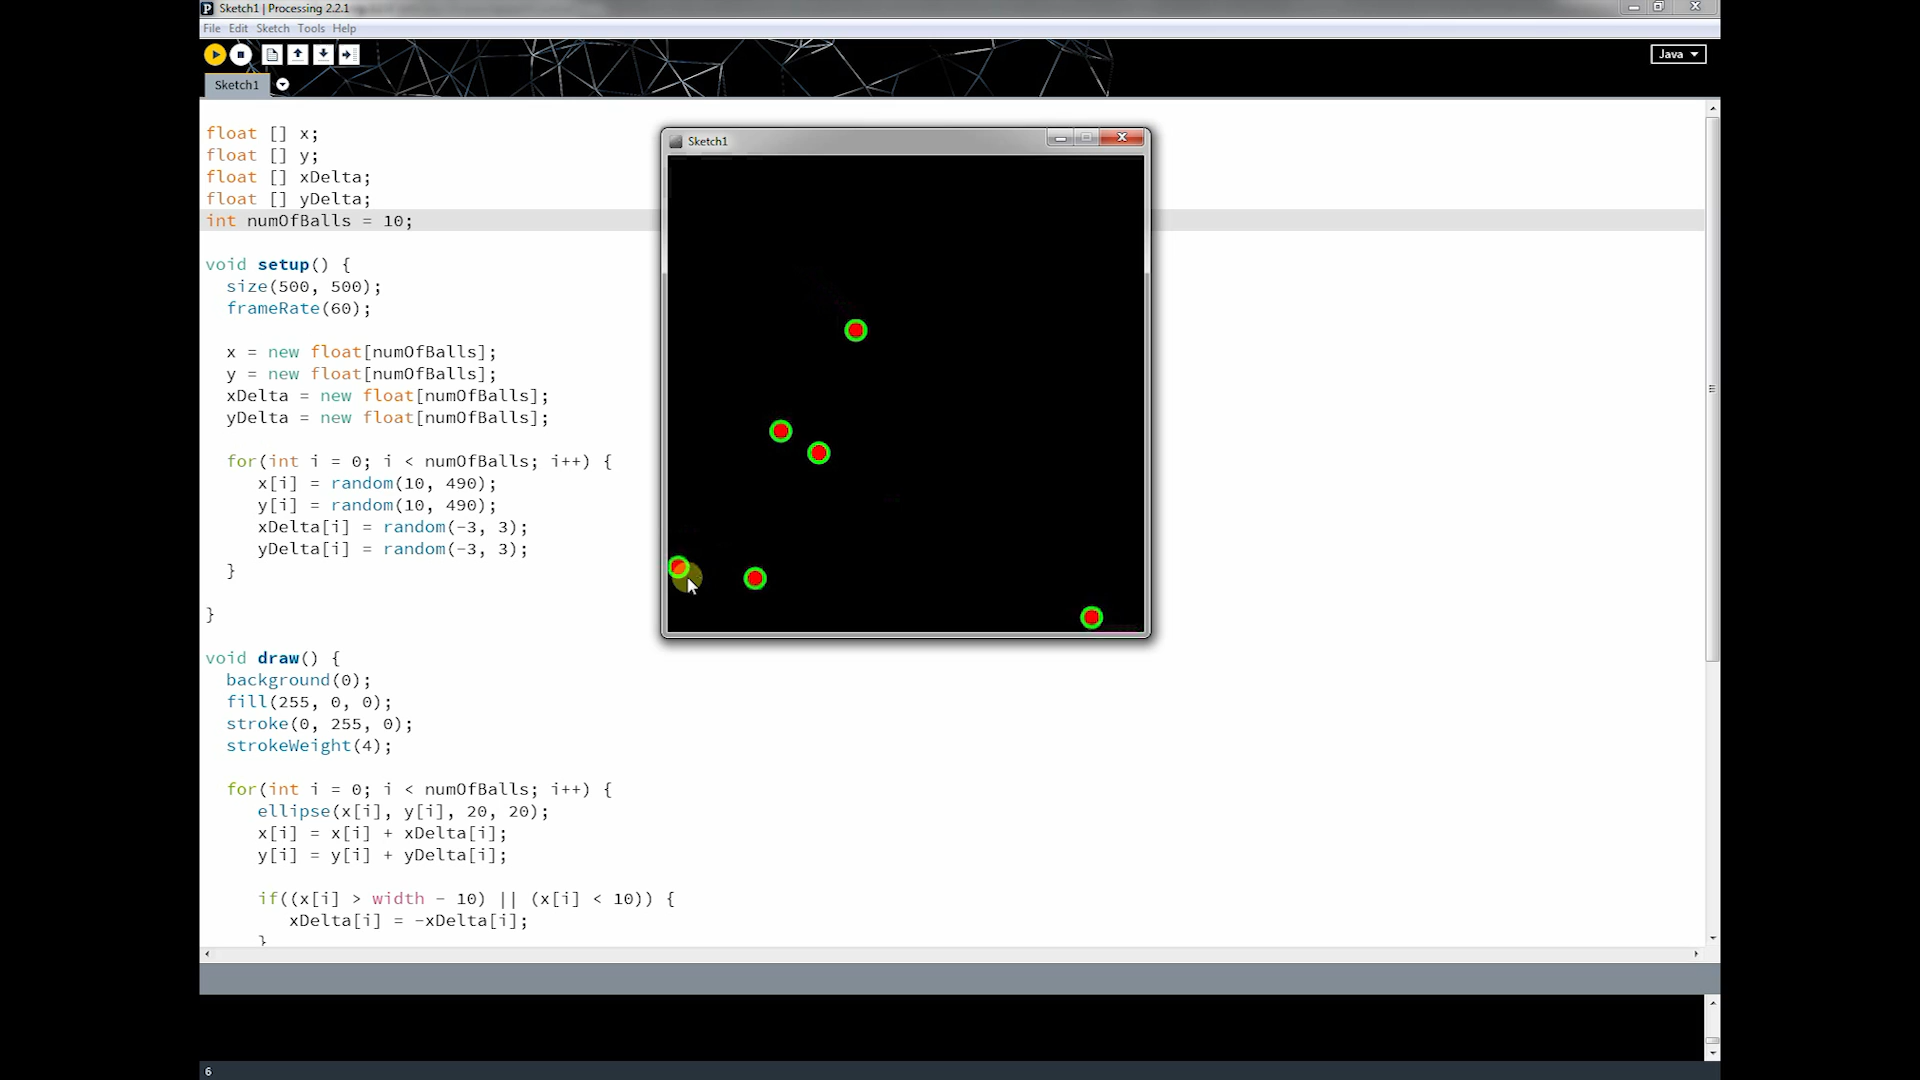 Sketch1 | Processing 2.2.1
File Edit Sketch Tools Help
Java
Sketch1
float [] x;
float [] y;
float [] xDelta;
float [] yDelta;
int numOfBalls = 10;
void setup() {
size(500, 500);
frameRate(60);
x = new float[numOfBalls];
y = new float[numOfBalls];
xDelta = new float[numOfBalls];
yDelta = new float[numOfBalls];
for(int i = 0; i < numOfBalls; i++) {
x[i] = random(10, 490);
y[i] = random(10, 490);
xDelta[i] = random(-3, 3);
yDelta[i] = random(-3, 3);
}
}
void draw() {
background(0);
fill(255, 0, 0);
stroke(0, 255, 0);
strokeWeight(4);
for(int i = 0; i < numOfBalls; i++) {
ellipse(x[i], y[i], 20, 20);
x[i] = x[i] + xDelta[i];
y[i] = y[i] + yDelta[i];
if((x[i] > width - 10) || (x[i] < 10)) {
xDelta[i] = -xDelta[i];
}
Sketch1
6